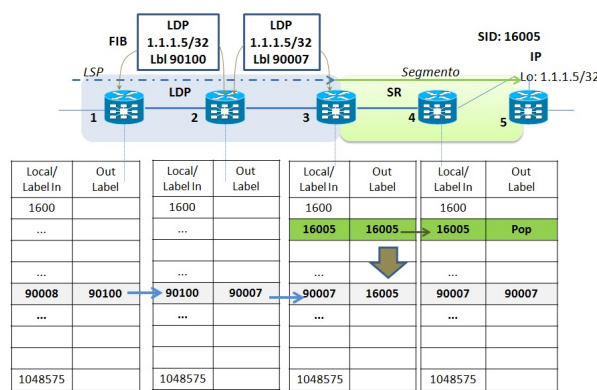 LDP
1.1.1.5/32
Lbl 90100
LDP
1.1.1.5/32
Lbl 90007
FIB
SID: 16005
IP
Lo: 1.1.1.5/32
LSP
Segmento
LDP
SR
1
2
3
4
5
Local/ Label In
Out Label
1600
...
...
90008 90100
...
1048575
Local/ Label In
Out Label
1600
...
...
90100 90007
...
1048575
Local/ Label In
Out Label
1600
16005 16005
...
90007 16005
...
1048575
Local/ Label In
Out Label
1600
16005 Pop
...
90007 90007
...
1048575